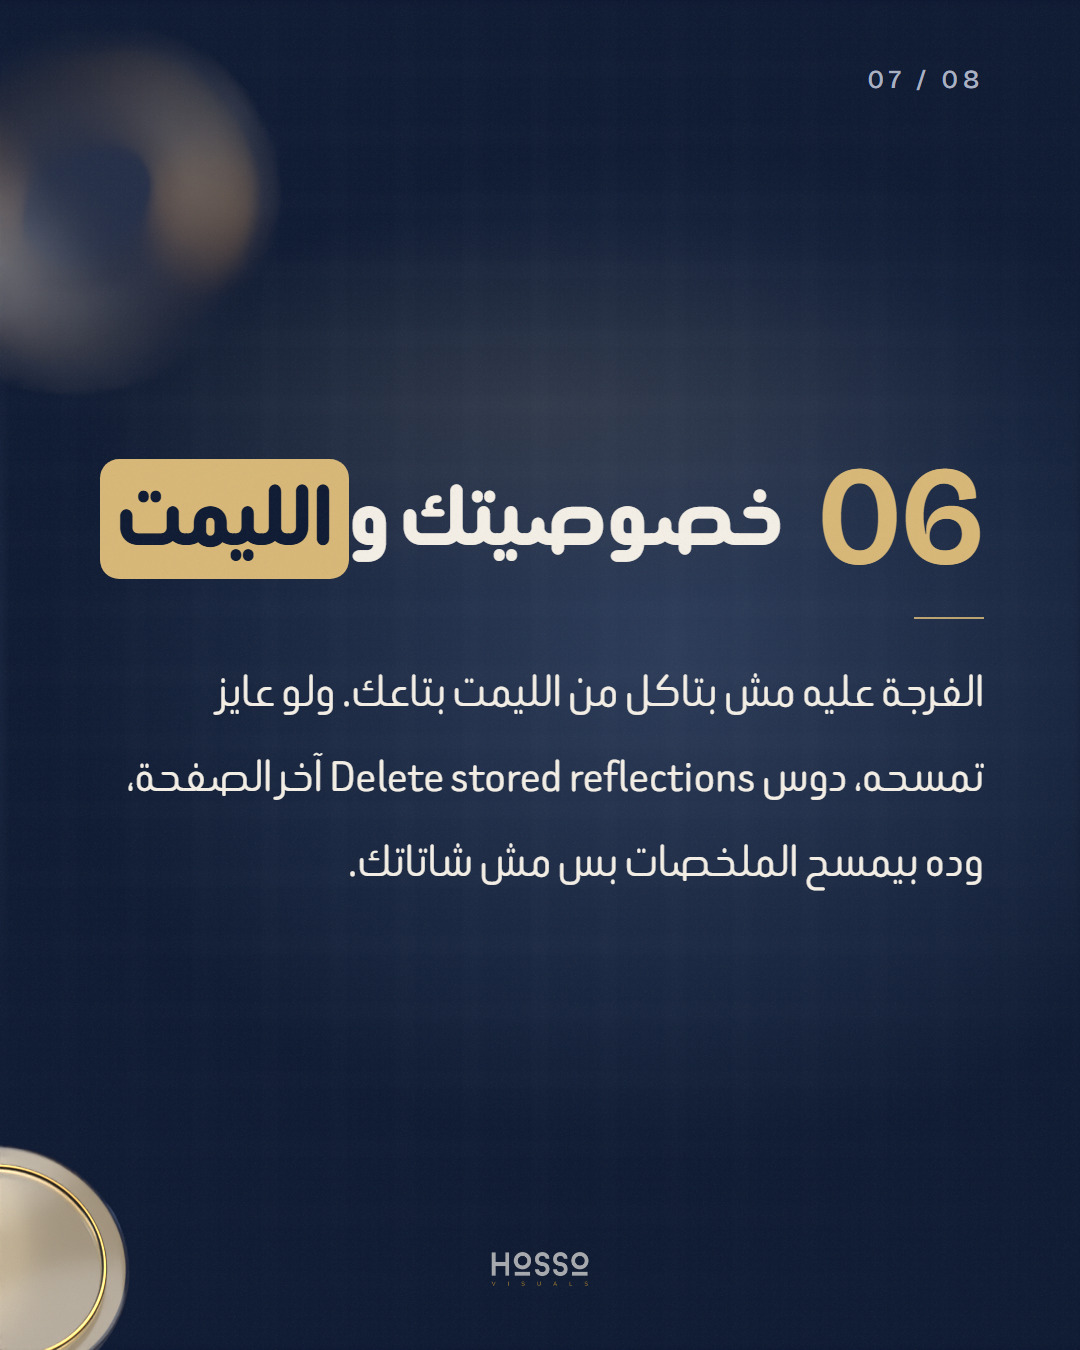 07 / 08
06 خصوصيتك والليمت
الفرجة عليه مش بتاكل من الليمت بتاعك. ولو عايز
تمسحه، دوس Delete stored reflections آخر الصفحة،
وده بيمسح الملخصات بس مش شاتاتك.
HOSSO
VISUALS